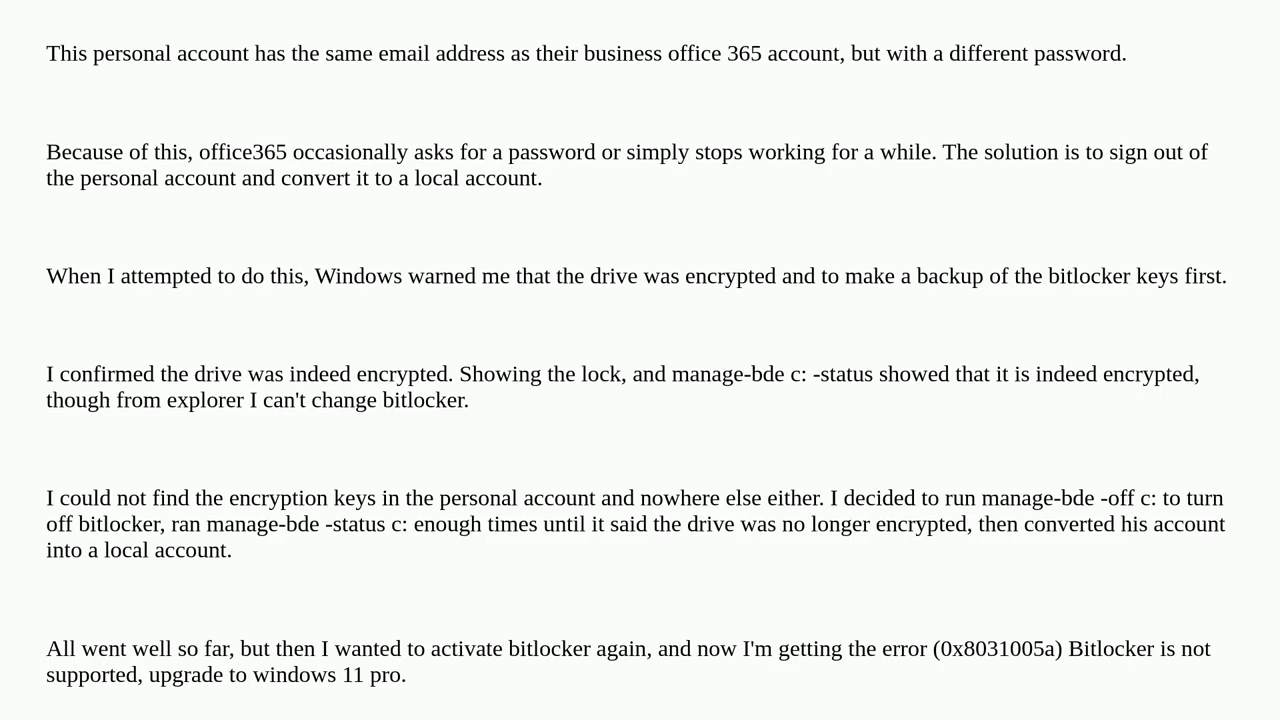 This personal account has the same email address as their business office 365 account, but with a different password.
Because of this, office365 occasionally asks for a password or simply stops working for a while. The solution is to sign out of
the personal account and convert it to a local account.
When I attempted to do this, Windows warned me that the drive was encrypted and to make a backup of the bitlocker keys first.
I confirmed the drive was indeed encrypted. Showing the lock, and manage-bde c: -status showed that it is indeed encrypted,
though from explorer I can't change bitlocker.
I could not find the encryption keys in the personal account and nowhere else either. I decided to run manage-bde -off c: to turn
off bitlocker, ran manage-bde -status c: enough times until it said the drive was no longer encrypted, then converted his account
into a local account.
All went well so far, but then I wanted to activate bitlocker again, and now I'm getting the error (0x8031005a) Bitlocker is not
supported, upgrade to windows 11 pro.